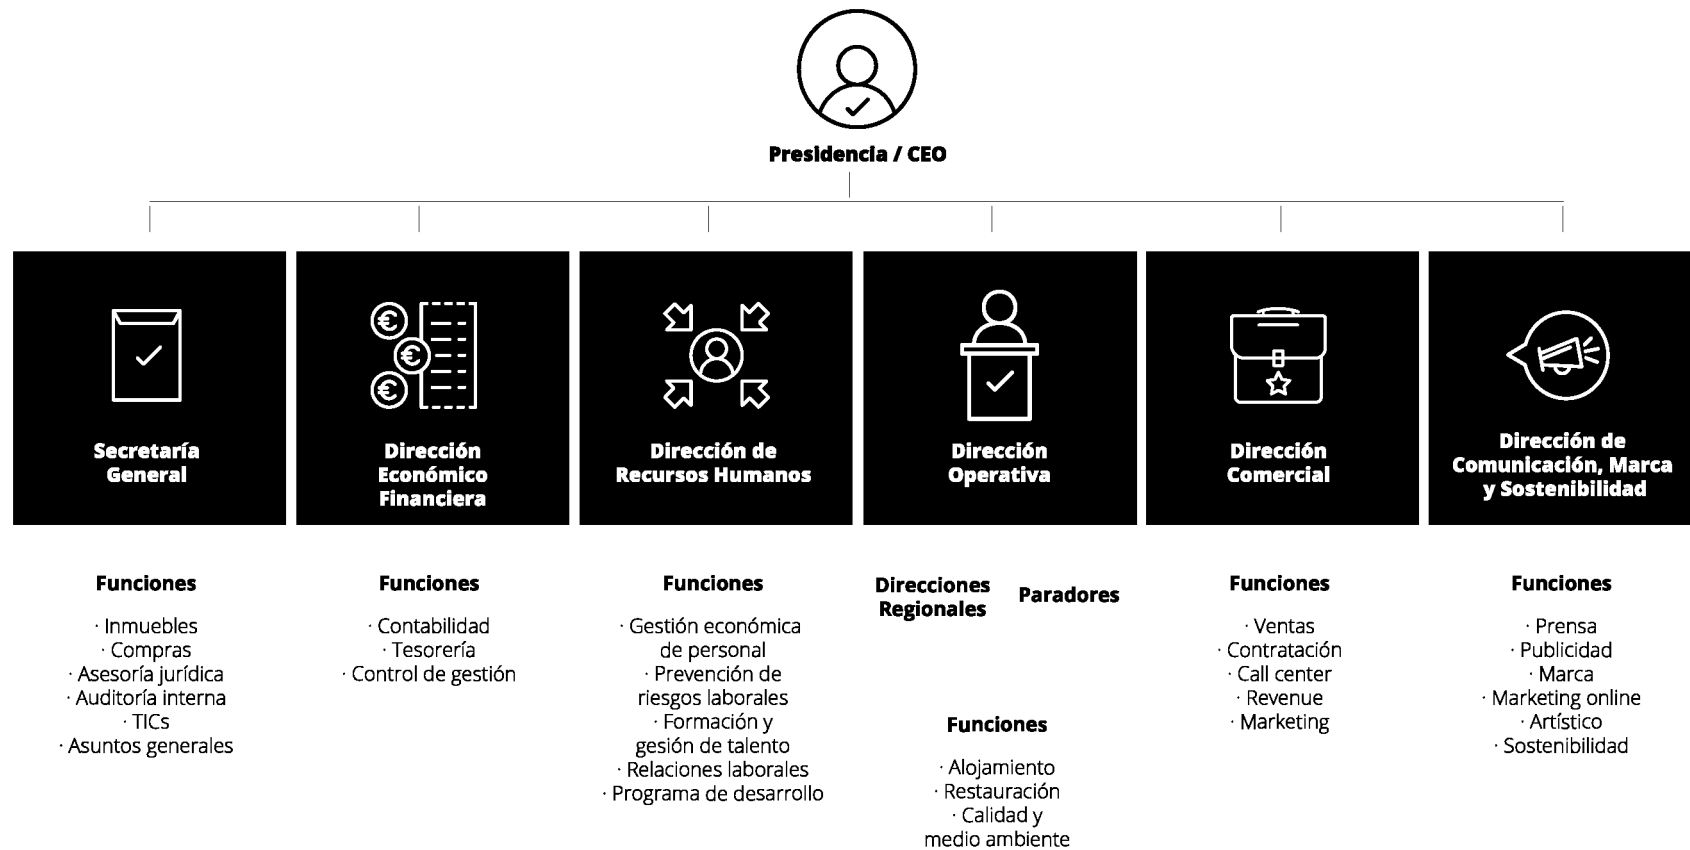 Presidencia / CEO
Secretaría
General
Dirección
Económico
Financiera
Dirección de
Recursos Humanos
Dirección
Operativa
Dirección
Comercial
Dirección de
Comunicación, Marca
y Sostenibilidad
Funciones
· Inmuebles
· Compras
· Asesoría jurídica
· Auditoría interna
· TICs
· Asuntos generales
Funciones
· Contabilidad
· Tesorería
· Control de gestión
Funciones
· Gestión económica
de personal
· Prevención de
riesgos laborales
· Formación y
gesión de talento
· Relaciones laborales
· Programa de desarrollo
Direcciones
Regionales
Paradores
Funciones
· Alojamiento
· Restauración
· Calidad y
medio ambiente
Funciones
· Ventas
· Contratación
· Call center
· Revenue
· Marketing
Funciones
· Prensa
· Publicidad
· Marca
· Marketing online
· Artístico
· Sostenibilidad